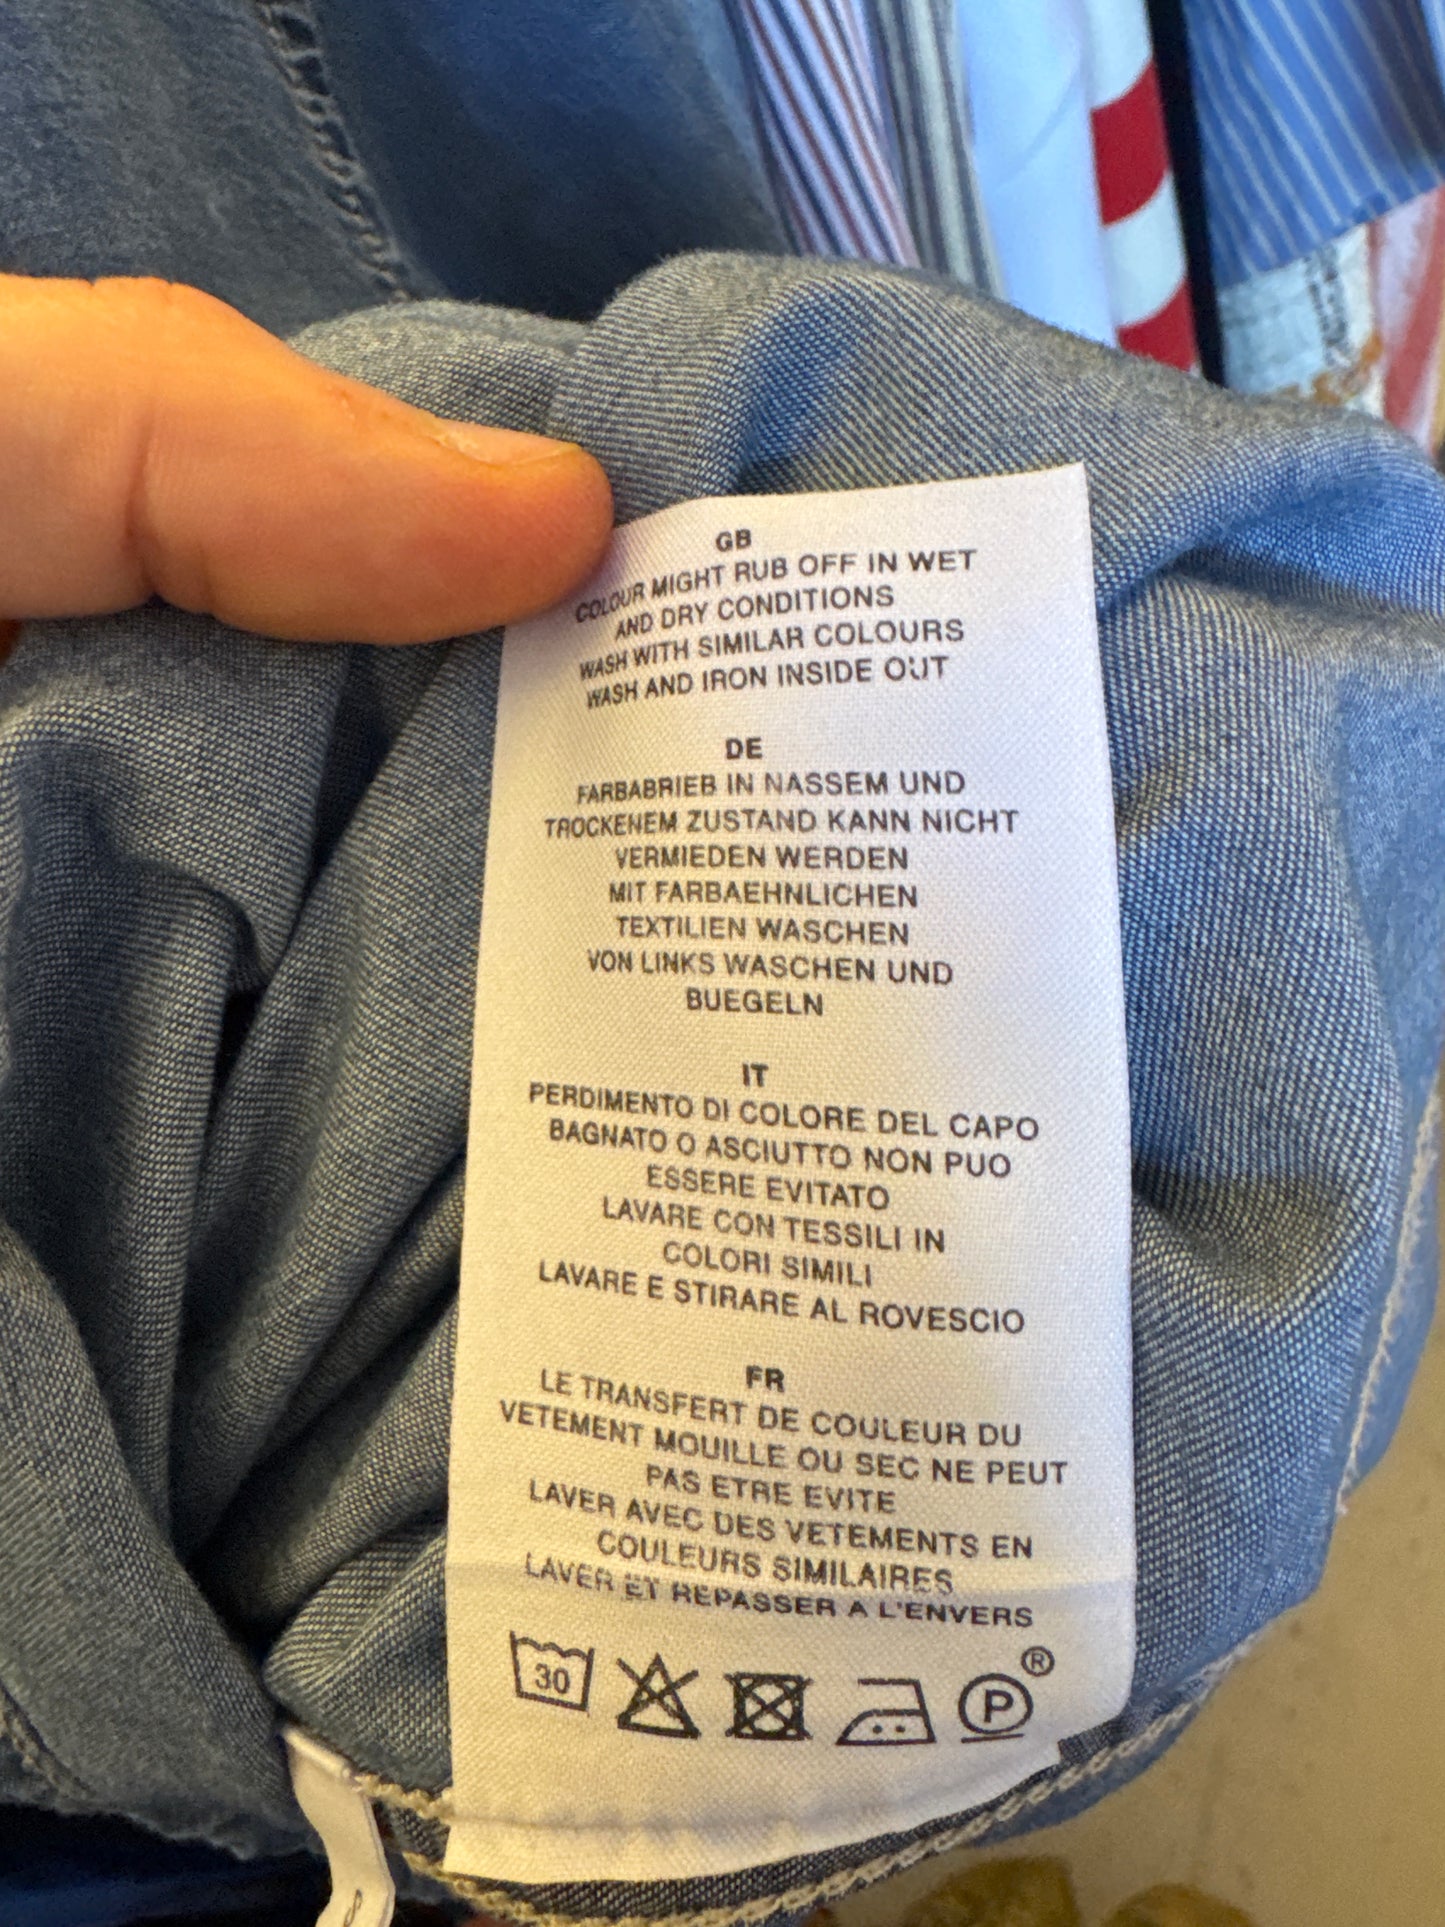 GB
COLOUR MIGHT RUB OFF IN WET
AND DRY CONDITIONS
WASH WITH SIMILAR COLOURS
WASH AND IRON INSIDE OUT
DE
FARBABRIEB IN NASSEM UND
TROCKENEM ZUSTAND KANN NICHT
VERMIEDEN WERDEN
MIT FARBAEHNLICHEN
TEXTILIEN WASCHEN
VON LINKS WASCHEN UND
BUEGELN
IT
PERDIMENTO DI COLORE DEL CAPO
BAGNATO O ASCIUTTO NON PUO
ESSERE EVITATO
LAVARE CON TESSILI IN
COLORI SIMILI
LAVARE E STIRARE AL ROVESCIO
FR
LE TRANSFERT DE COULEUR DU
VETEMENT MOUILLE OU SEC NE PEUT
PAS ETRE EVITE
LAVER AVEC DES VETEMENTS EN
COULEURS SIMILAIRES
LAVER ET REPASSER A L'ENVERS
30 P ®